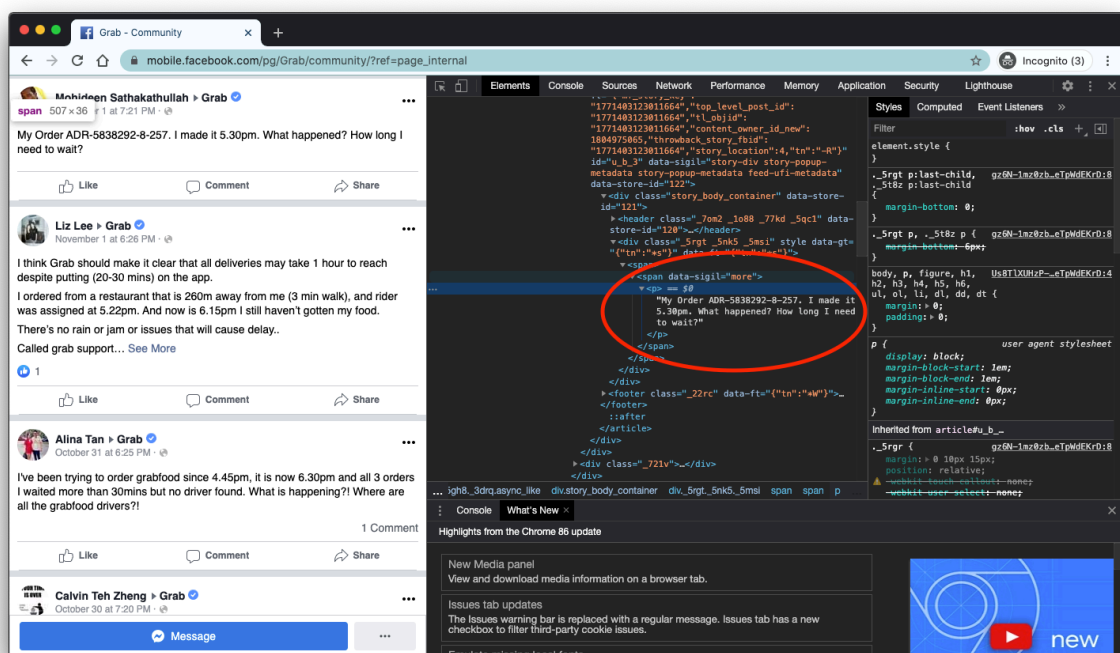 Grab - Community
mobile.facebook.com/pg/Grab/community/?ref=page_internal
Incognito (3)
Mohideen Sathakathullah ▸ Grab
span 507×36 r 1 at 7:21 PM ·
My Order ADR-5838292-8-257. I made it 5.30pm. What happened? How long I
need to wait?
Like Comment Share
Liz Lee ▸ Grab
November 1 at 6:26 PM ·
I think Grab should make it clear that all deliveries may take 1 hour to reach
despite putting (20-30 mins) on the app.
I ordered from a restaurant that is 260m away from me (3 min walk), and rider
was assigned at 5.22pm. And now is 6.15pm I still haven't gotten my food.
There's no rain or jam or issues that will cause delay..
Called grab support… See More
1
Like Comment Share
Alina Tan ▸ Grab
October 31 at 6:25 PM ·
I've been trying to order grabfood since 4.45pm, it is now 6.30pm and all 3 orders
I waited more than 30mins but no driver found. What is happening?! Where are
all the grabfood drivers?!
1 Comment
Like Comment Share
Calvin Teh Zheng ▸ Grab
October 30 at 7:20 PM ·
Message
Elements Console Sources Network Performance Memory Application Security Lighthouse
"1771403123011664","top_level_post_id":
"1771403123011664","tl_objid":
"1771403123011664","content_owner_id_new":
1804975065,"throwback_story_fbid":
"1771403123011664","story_location":4,"tn":"-R"}"
id="u_b_3" data-sigil="story-div story-popup-
metadata story-popup-metadata feed-ufi-metadata"
data-store-id="122">
▼<div class="story_body_container" data-store-
id="121">
▶<header class="_7om2 _1o88 _77kd _5qc1" data-
store-id="120">…</header>
▼<div class="_5rgt _5nk5 _5msi" style data-gt=
▼<span
▼<span data-sigil="more">
▼<p> == $0
"My Order ADR-5838292-8-257. I made it
5.30pm. What happened? How long I need
to wait?"
</p>
</span>
</span>
</div>
</div>
▶<footer class="_22rc" data-ft="{"tn":"*W"}">…
</footer>
::after
</article>
</div>
</div>
▶<div class="_721v">…</div>
</div>
... div.story_body_container div._5rgt._5nk5._5msi span span p
Styles Computed Event Listeners »
Filter :hov .cls +
element.style {
}
._5rgt p:last-child, gz6N-1mz0zb…eTpWdEKrD:8
._5t8z p:last-child
{
margin-bottom: 0;
}
._5rgt p, ._5t8z p { gz6N-1mz0zb…eTpWdEKrD:8
margin-bottom: 6px;
}
body, p, figure, h1, Us8TlXUHzP-…eTpWdEKrD:4
h2, h3, h4, h5, h6,
ul, ol, li, dl, dd, dt {
margin:▶ 0;
padding:▶ 0;
}
p { user agent stylesheet
display: block;
margin-block-start: 1em;
margin-block-end: 1em;
margin-inline-start: 0px;
margin-inline-end: 0px;
}
Inherited from article#u_b_…
._5rgr { gz6N-1mz0zb…eTpWdEKrD:8
margin:▶ 0 10px 15px;
position: relative;
-webkit-touch-callout: none;
-webkit-user-select: none;
Console What's New ×
Highlights from the Chrome 86 update
New Media panel
View and download media information on a browser tab.
Issues tab updates
The Issues warning bar is replaced with a regular message. Issues tab has a new
checkbox to filter third-party cookie issues.
new